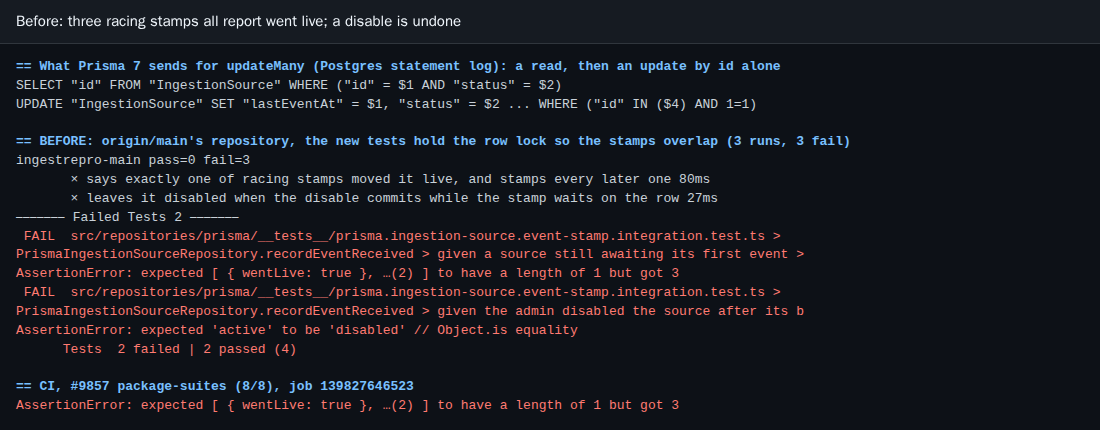 Before: three racing stamps all report went live; a disable is undone
== What Prisma 7 sends for updateMany (Postgres statement log): a read, then an update by id alone
SELECT "id" FROM "IngestionSource" WHERE ("id" = $1 AND "status" = $2)
UPDATE "IngestionSource" SET "lastEventAt" = $1, "status" = $2 ... WHERE ("id" IN ($4) AND 1=1)
== BEFORE: origin/main's repository, the new tests hold the row lock so the stamps overlap (3 runs, 3 fail)
ingestrepro-main pass=0 fail=3
× says exactly one of racing stamps moved it live, and stamps every later one 80ms
× leaves it disabled when the disable commits while the stamp waits on the row 27ms
——————— Failed Tests 2 ———————
FAIL  src/repositories/prisma/__tests__/prisma.ingestion-source.event-stamp.integration.test.ts >
PrismaIngestionSourceRepository.recordEventReceived > given a source still awaiting its first event >
AssertionError: expected [ { wentLive: true }, …(2) ] to have a length of 1 but got 3
FAIL  src/repositories/prisma/__tests__/prisma.ingestion-source.event-stamp.integration.test.ts >
PrismaIngestionSourceRepository.recordEventReceived > given the admin disabled the source after its b
AssertionError: expected 'active' to be 'disabled' // Object.is equality
Tests  2 failed | 2 passed (4)
== CI, #9857 package-suites (8/8), job 139827646523
AssertionError: expected [ { wentLive: true }, …(2) ] to have a length of 1 but got 3